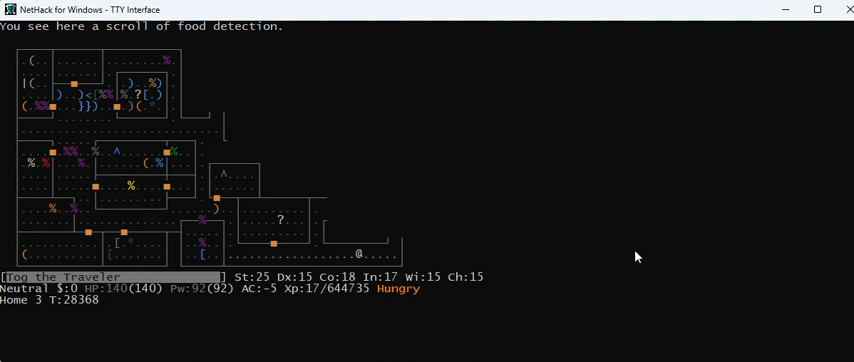 NetHack for Windows - TTY Interface
You see here a scroll of food detection.
[Tog the Traveler] St:25 Dx:15 Co:18 In:17 Wi:15 Ch:15
Neutral $:0 HP:140(140) Pw:92(92) AC:-5 Xp:17/644735 Hungry
Home 3 T:28368